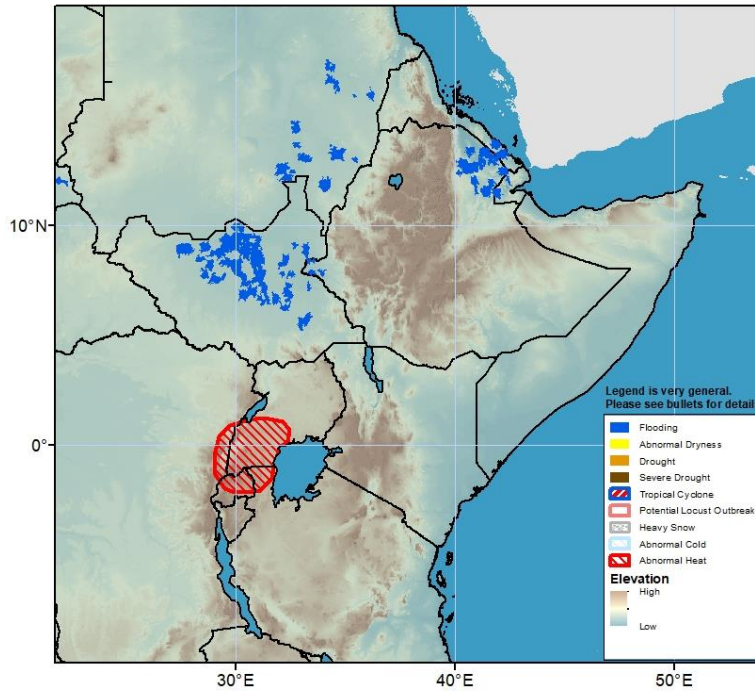 10°N
0°
30°E
40°E
50°E
Legend is very general.
Please see bullets for detail
Flooding
Abnormal Dryness
Drought
Severe Drought
Tropical Cyclone
Potential Locust Outbreak
Heavy Snow
Abnormal Cold
Abnormal Heat
Elevation
High
Low